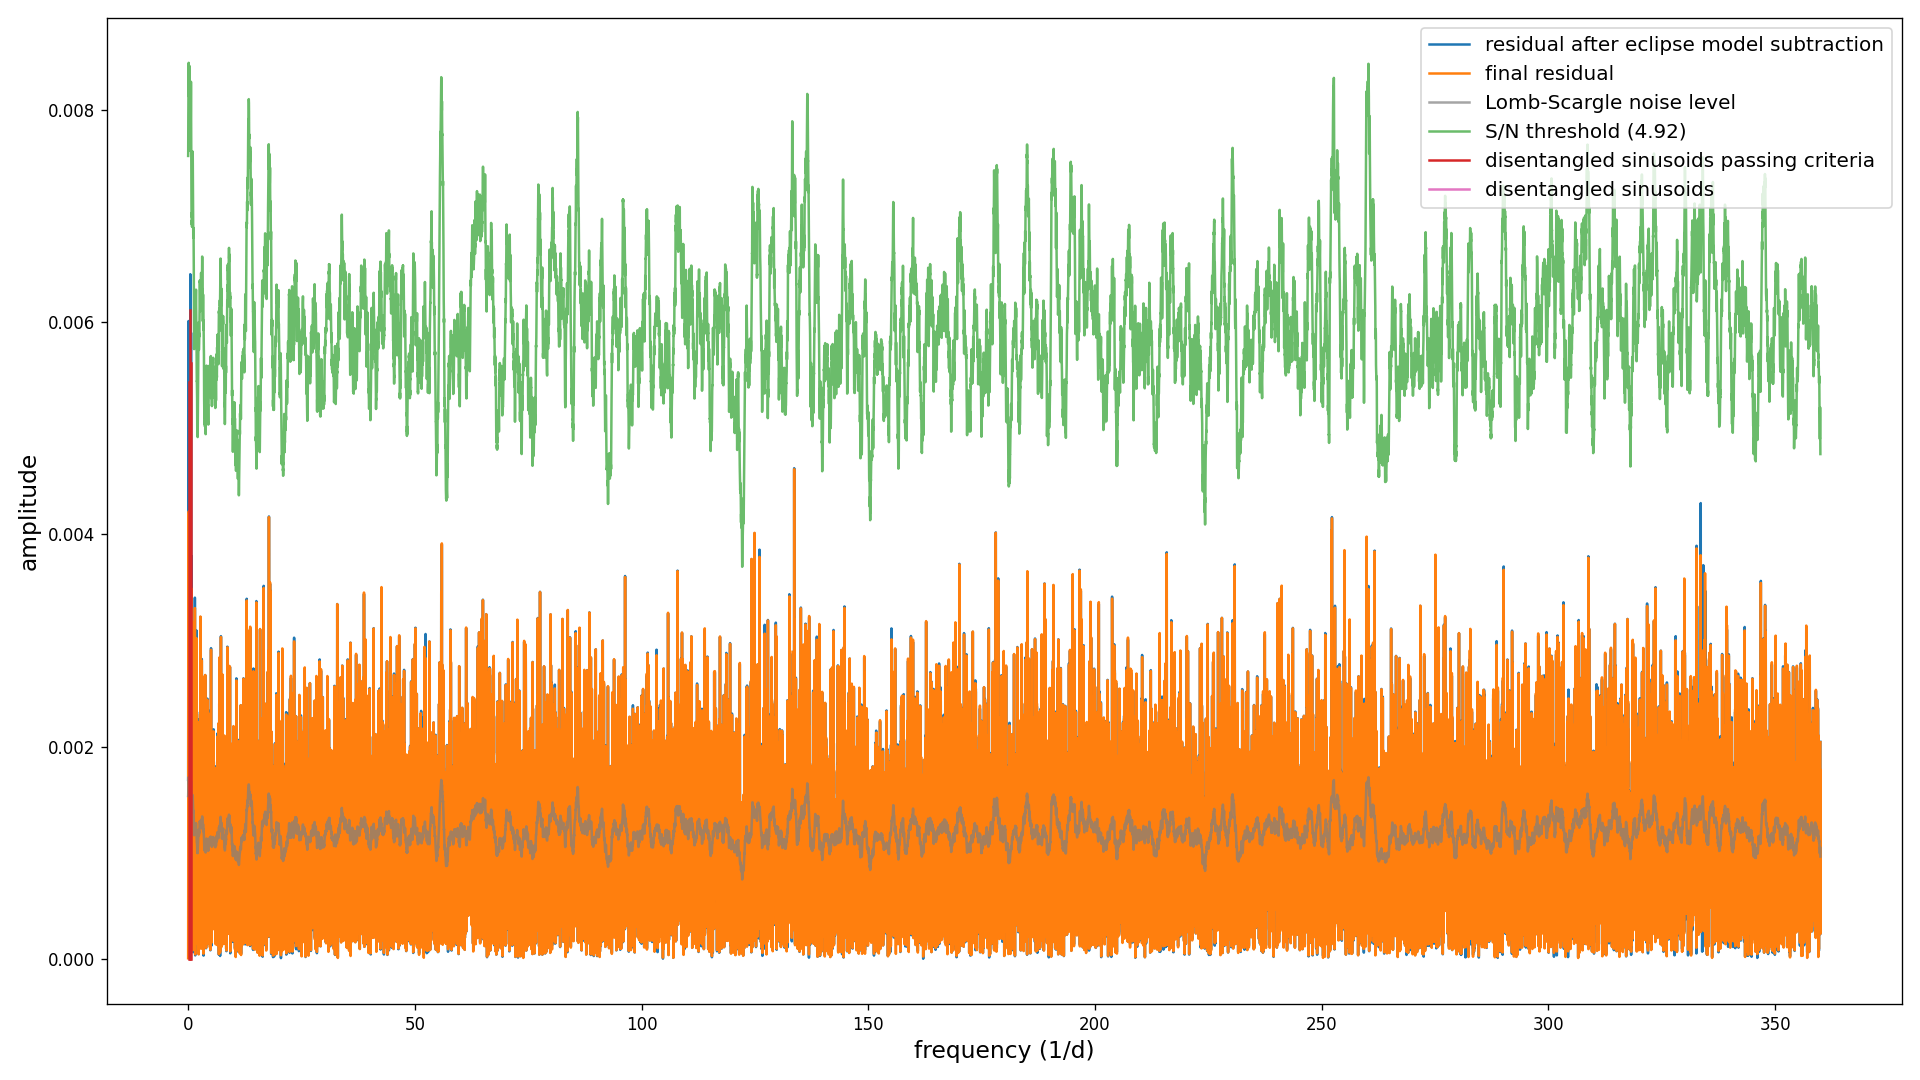 residual after eclipse model subtraction
final residual
Lomb-Scargle noise level
S/N threshold (4.92)
disentangled sinusoids passing criteria
disentangled sinusoids
0.008
0.006
0.004
0.002
0.000
amplitude
0 50 100 150 200 250 300 350
frequency (1/d)